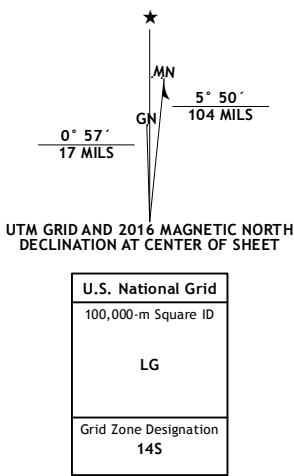 MN
GN
5° 50´
104 MILS
0° 57´
17 MILS
UTM GRID AND 2016 MAGNETIC NORTH
DECLINATION AT CENTER OF SHEET
U.S. National Grid
100,000-m Square ID
LG
Grid Zone Designation
14S